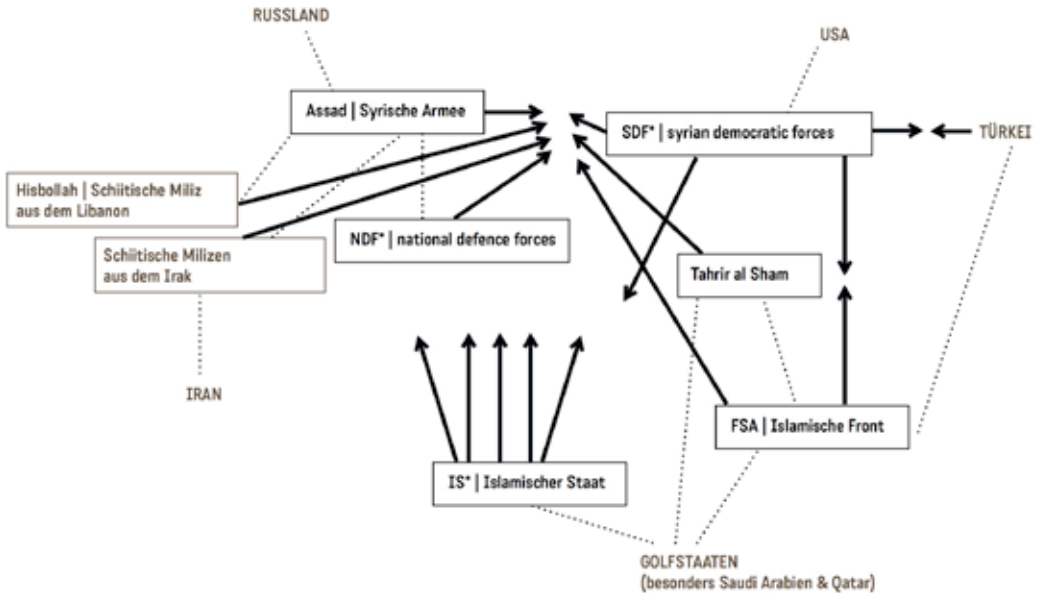 RUSSLAND
USA
Assad | Syrische Armee
SDF* | syrian democratic forces
TÜRKEI
Hisbollah | Schiitische Miliz
aus dem Libanon
NDF* | national defence forces
Schiitische Milizen
aus dem Irak
Tahrir al Sham
IRAN
FSA | Islamische Front
IS* | Islamischer Staat
GOLFSTAATEN
(besonders Saudi Arabien & Qatar)